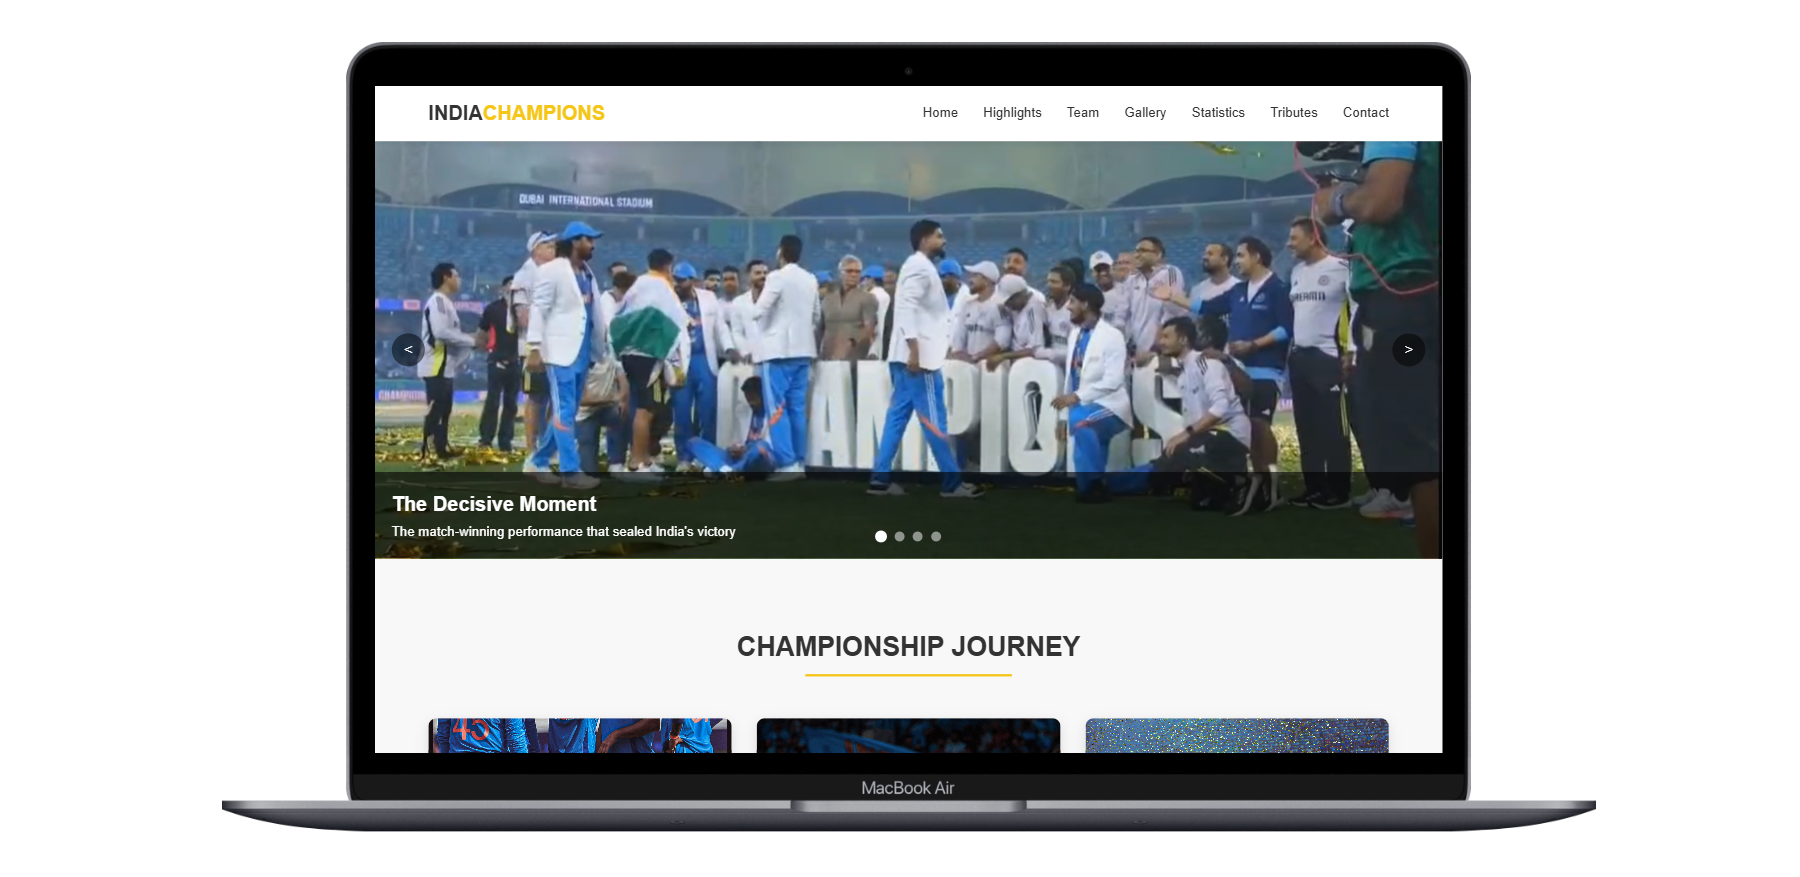 INDIACHAMPIONS
Home Highlights Team Gallery Statistics Tributes Contact
DUBAI INTERNATIONAL STADIUM
<
>
CHAMPIONS
The Decisive Moment
The match-winning performance that sealed India's victory
CHAMPIONSHIP JOURNEY
45
MacBook Air